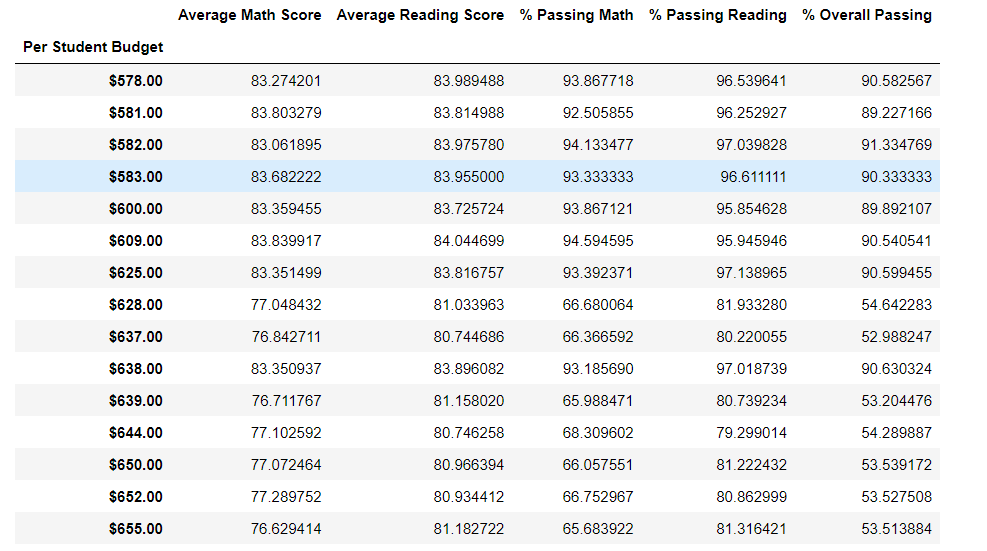 Average Math Score Average Reading Score % Passing Math % Passing Reading % Overall Passing
Per Student Budget
$578.00 83.274201 83.989488 93.867718 96.539641 90.582567
$581.00 83.803279 83.814988 92.505855 96.252927 89.227166
$582.00 83.061895 83.975780 94.133477 97.039828 91.334769
$583.00 83.682222 83.955000 93.333333 96.611111 90.333333
$600.00 83.359455 83.725724 93.867121 95.854628 89.892107
$609.00 83.839917 84.044699 94.594595 95.945946 90.540541
$625.00 83.351499 83.816757 93.392371 97.138965 90.599455
$628.00 77.048432 81.033963 66.680064 81.933280 54.642283
$637.00 76.842711 80.744686 66.366592 80.220055 52.988247
$638.00 83.350937 83.896082 93.185690 97.018739 90.630324
$639.00 76.711767 81.158020 65.988471 80.739234 53.204476
$644.00 77.102592 80.746258 68.309602 79.299014 54.289887
$650.00 77.072464 80.966394 66.057551 81.222432 53.539172
$652.00 77.289752 80.934412 66.752967 80.862999 53.527508
$655.00 76.629414 81.182722 65.683922 81.316421 53.513884